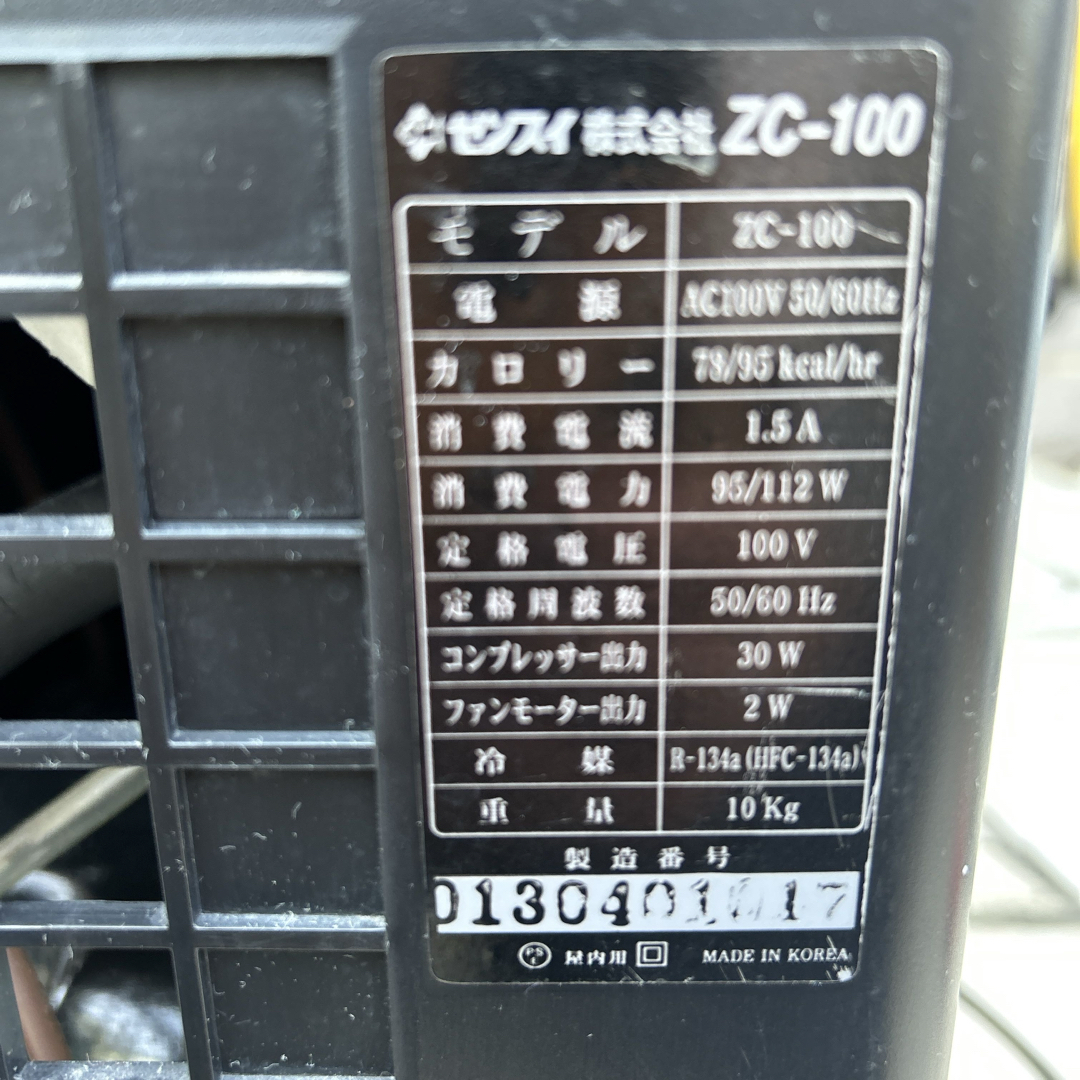 ゼンスイ株式会社 ZC-100
モデル ZC-100
電源 AC100V 50/60Hz
カロリー 78/95 kcal/hr
消費電流 1.5 A
消費電力 95/112 W
定格電圧 100 V
定格周波数 50/60 Hz
コンプレッサー出力 30 W
ファンモーター出力 2 W
冷媒 R-134a (HFC-134a)
重量 10 Kg
製造番号
PS 屋内用 MADE IN KOREA